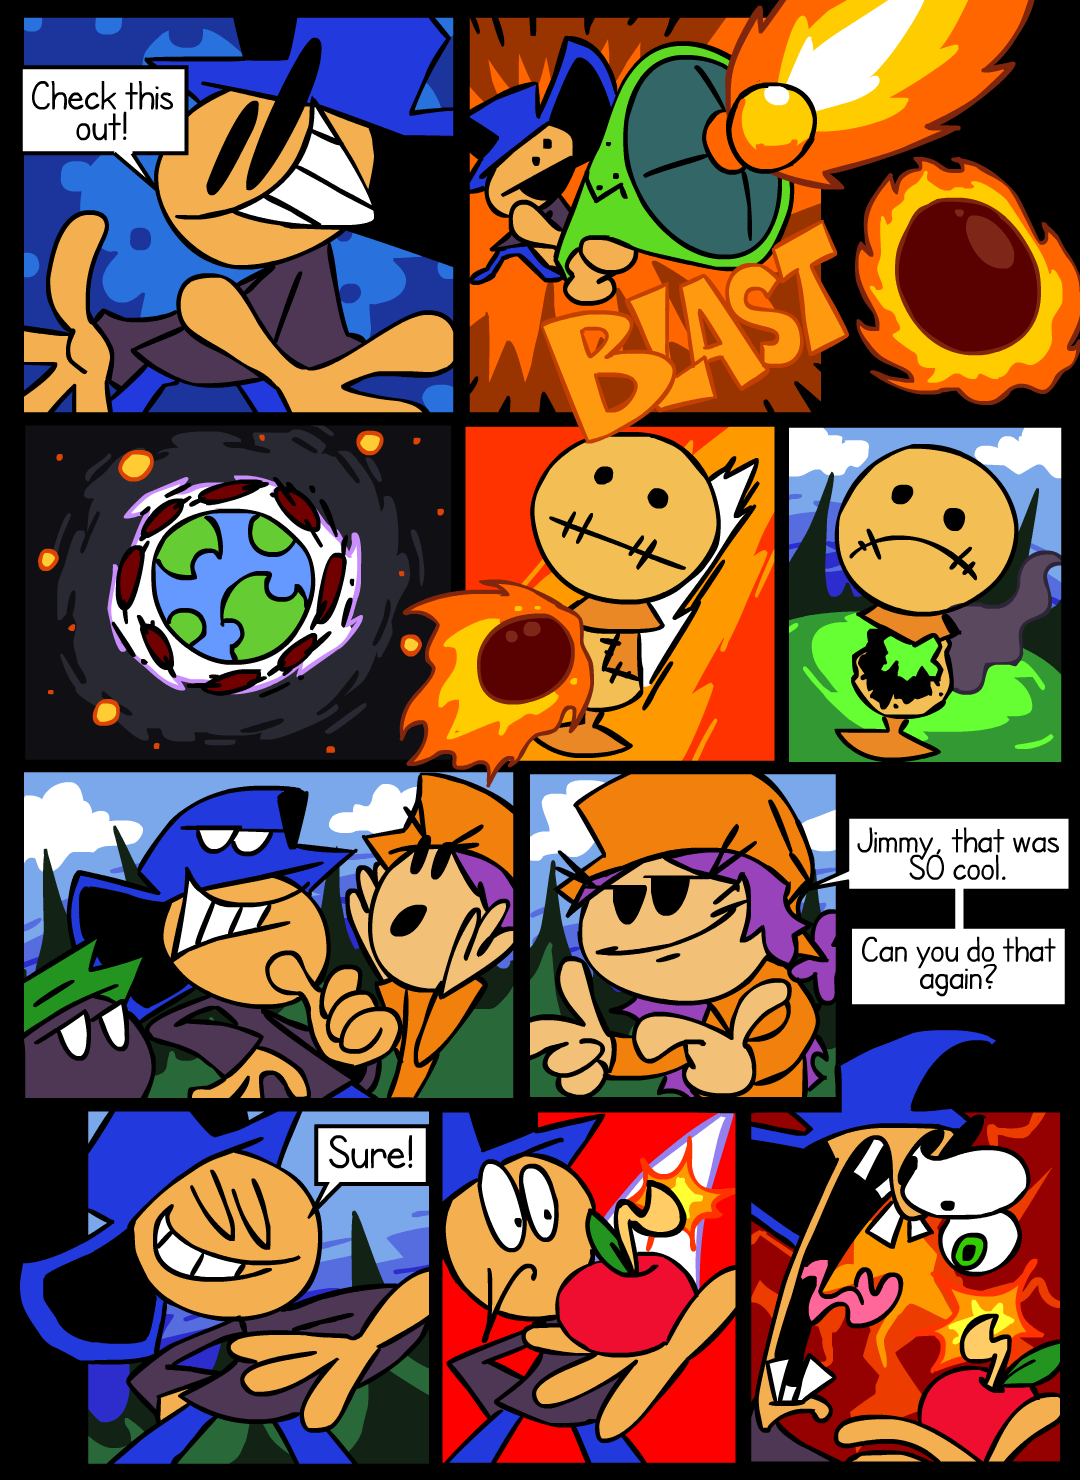 Check this
out!
BLAST
Jimmy, that was
SO cool.
Can you do that
again?
Sure!